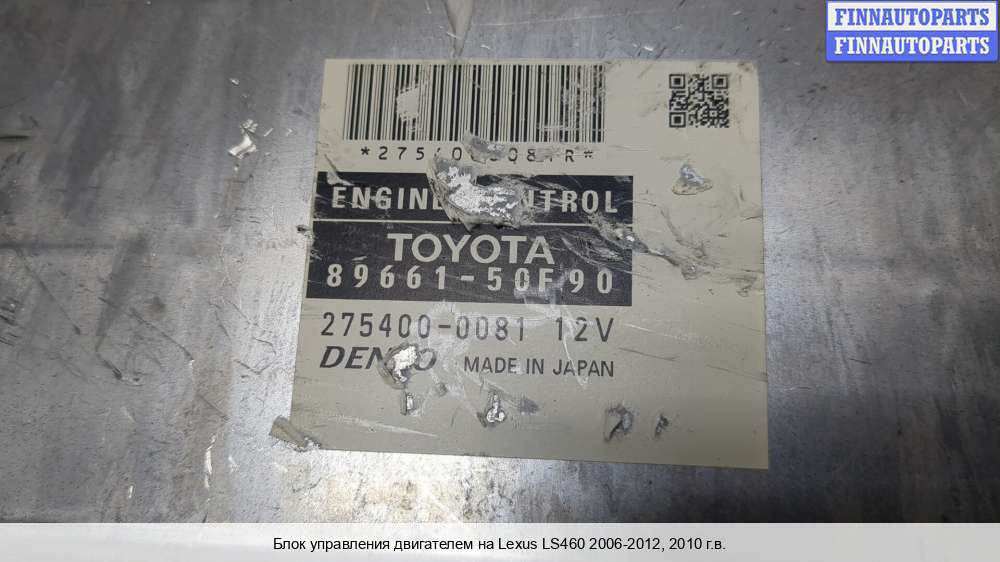 FINNAUTOPARTS
FINNAUTOPARTS
TOYOTA
89661-50F90
275400-0081 12V
MADE IN JAPAN
Блок управления двигателем на Lexus LS460 2006-2012, 2010 г.в.